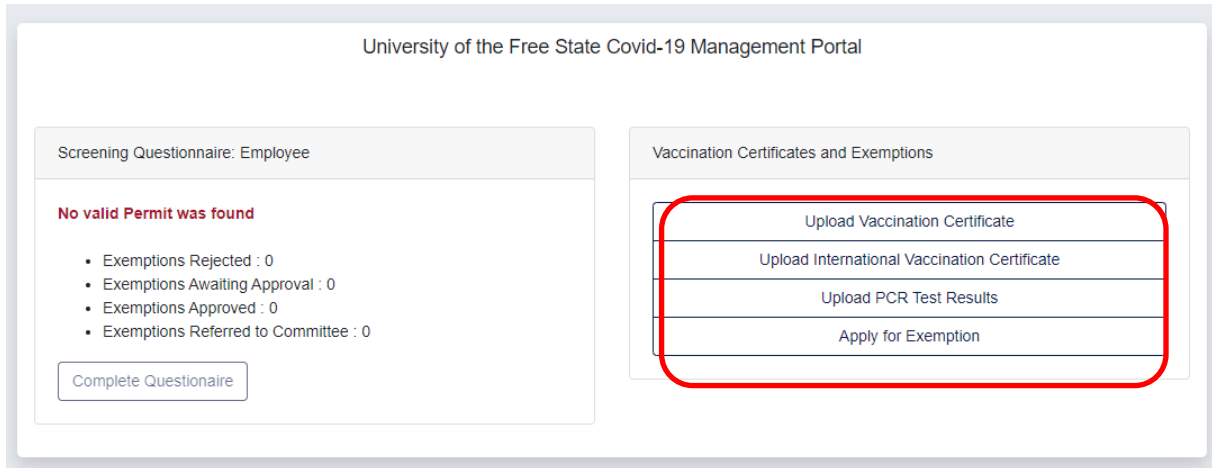 University of the Free State Covid-19 Management Portal
Screening Questionnaire: Employee
No valid Permit was found
• Exemptions Rejected : 0
• Exemptions Awaiting Approval : 0
• Exemptions Approved : 0
• Exemptions Referred to Committee : 0
Complete Questionaire
Vaccination Certificates and Exemptions
Upload Vaccination Certificate
Upload International Vaccination Certificate
Upload PCR Test Results
Apply for Exemption